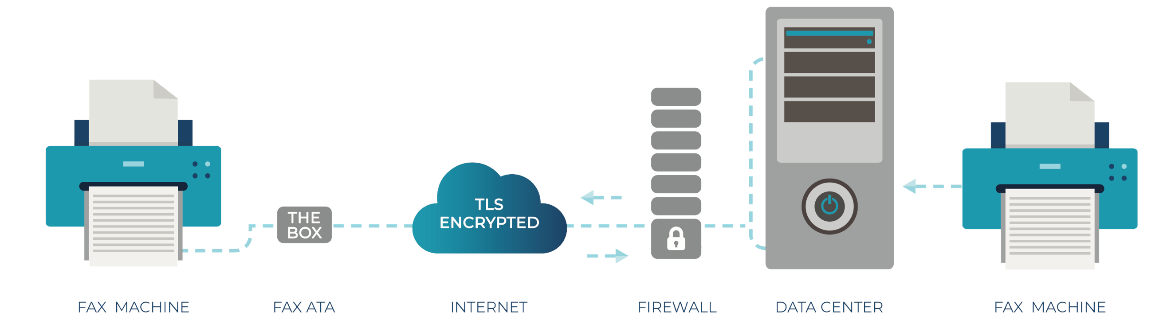 THE
BOX
TLS
ENCRYPTED
FAX MACHINE
FAX ATA
INTERNET
FIREWALL
DATA CENTER
FAX MACHINE